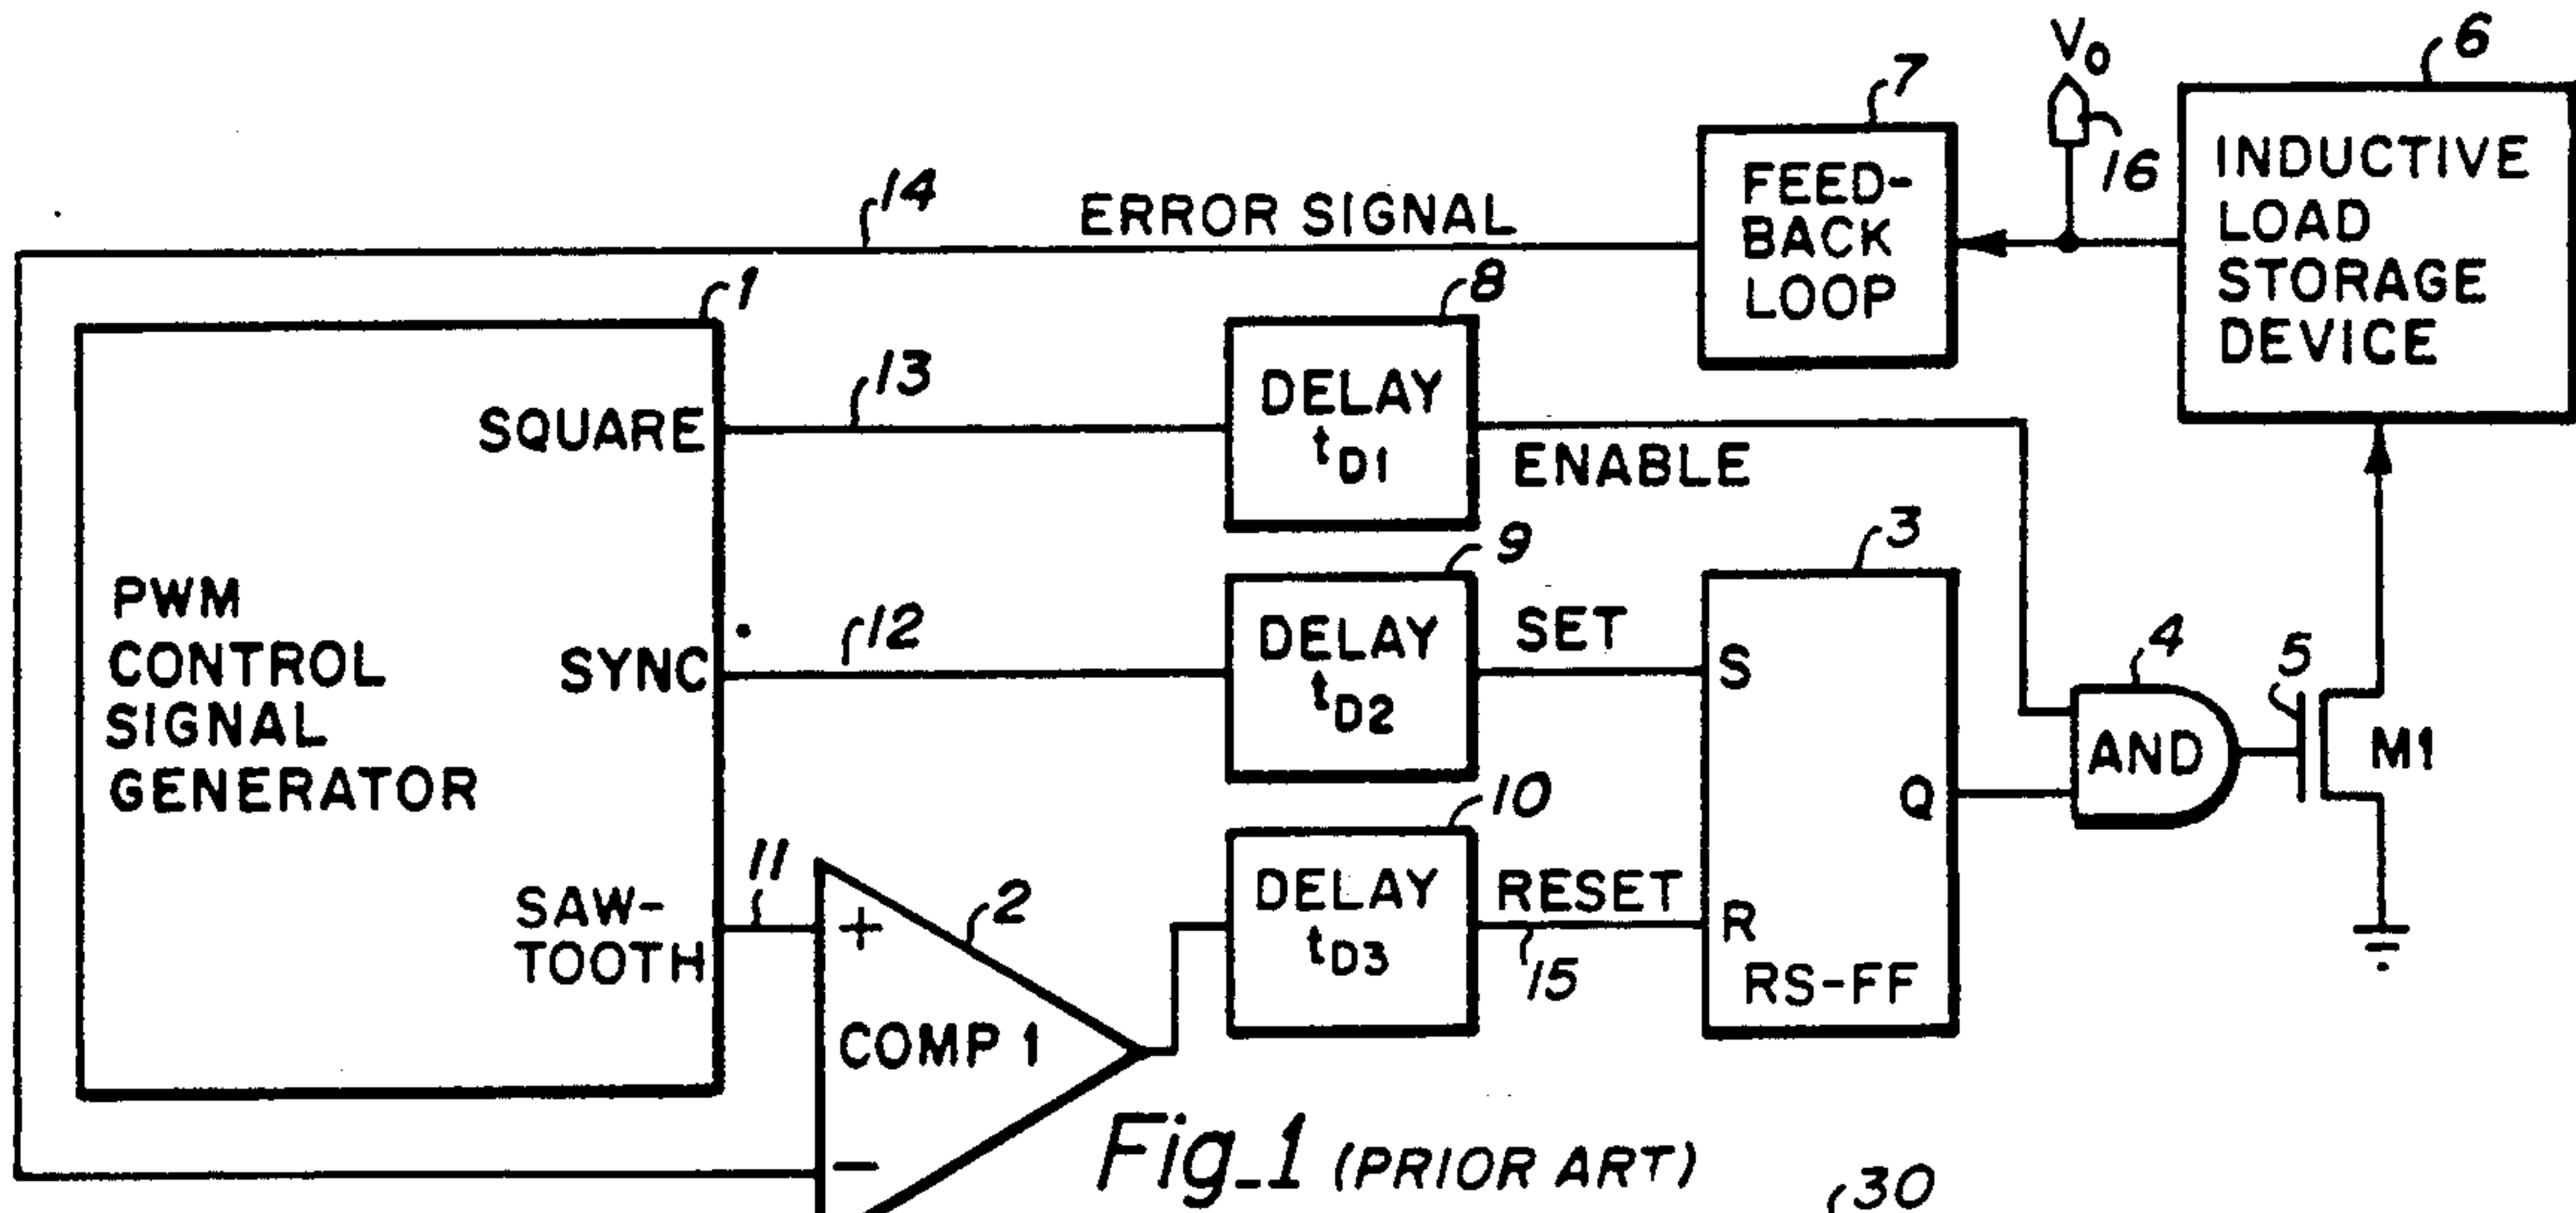 V0
6
7
16
INDUCTIVE
LOAD
STORAGE
DEVICE
FEED-
BACK
LOOP
14
ERROR SIGNAL
1
8
13
SQUARE
DELAY
tD1
ENABLE
PWM
CONTROL
SIGNAL
GENERATOR
SYNC
12
9
DELAY
tD2
SET
3
S
Q
R
RS-FF
4
AND
5
M1
SAW-
TOOTH
11
+
2
COMP 1
−
10
DELAY
tD3
RESET
15
Fig_1 (PRIOR ART)
30